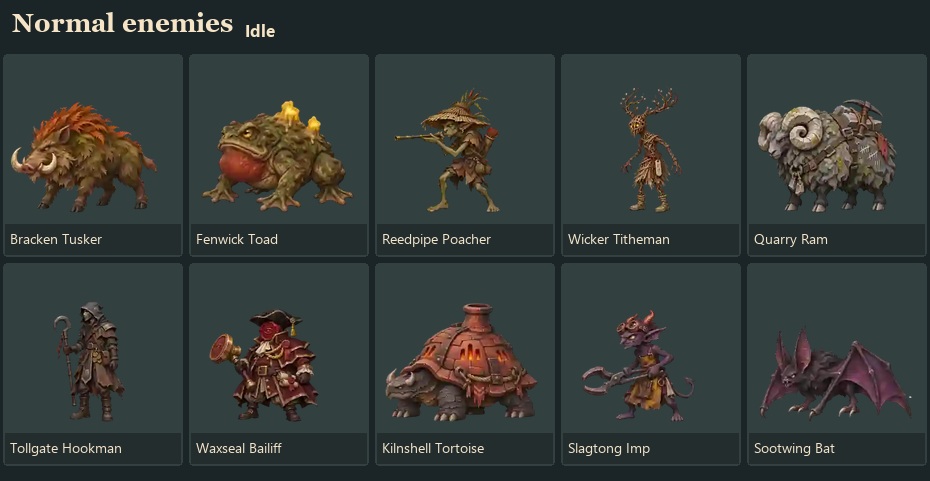 Normal enemies Idle
Bracken Tusker
Fenwick Toad
Reedpipe Poacher
Wicker Titheman
Quarry Ram
Tollgate Hookman
Waxseal Bailiff
Kilnshell Tortoise
Slagtong Imp
Sootwing Bat